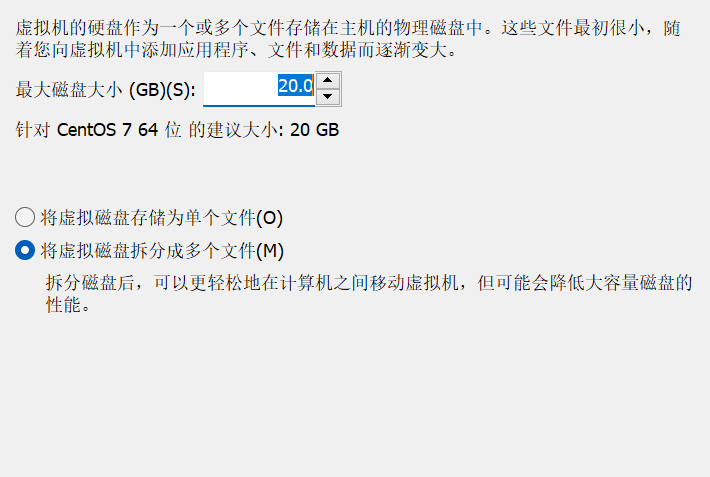 虚拟机的硬盘作为一个或多个文件存储在主机的物理磁盘中。这些文件最初很小，随
着您向虚拟机中添加应用程序、文件和数据而逐渐变大。
最大磁盘大小 (GB)(S): 20.0
针对 CentOS 7 64 位 的建议大小: 20 GB
将虚拟磁盘存储为单个文件(O)
将虚拟磁盘拆分成多个文件(M)
拆分磁盘后，可以更轻松地在计算机之间移动虚拟机，但可能会降低大容量磁盘的
性能。